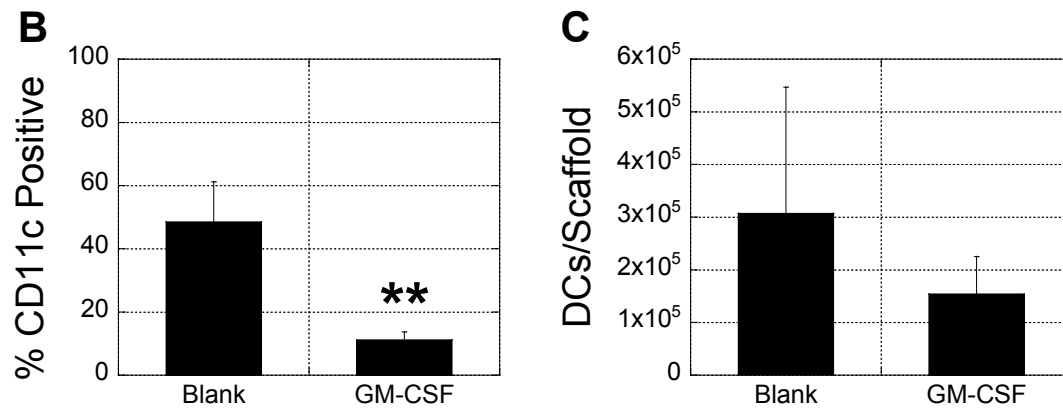 B
% CD11c Positive
100
80
60
40
20
0
**
Blank
GM-CSF
C
DCs/Scaffold
6x10⁵
5x10⁵
4x10⁵
3x10⁵
2x10⁵
1x10⁵
0
Blank
GM-CSF